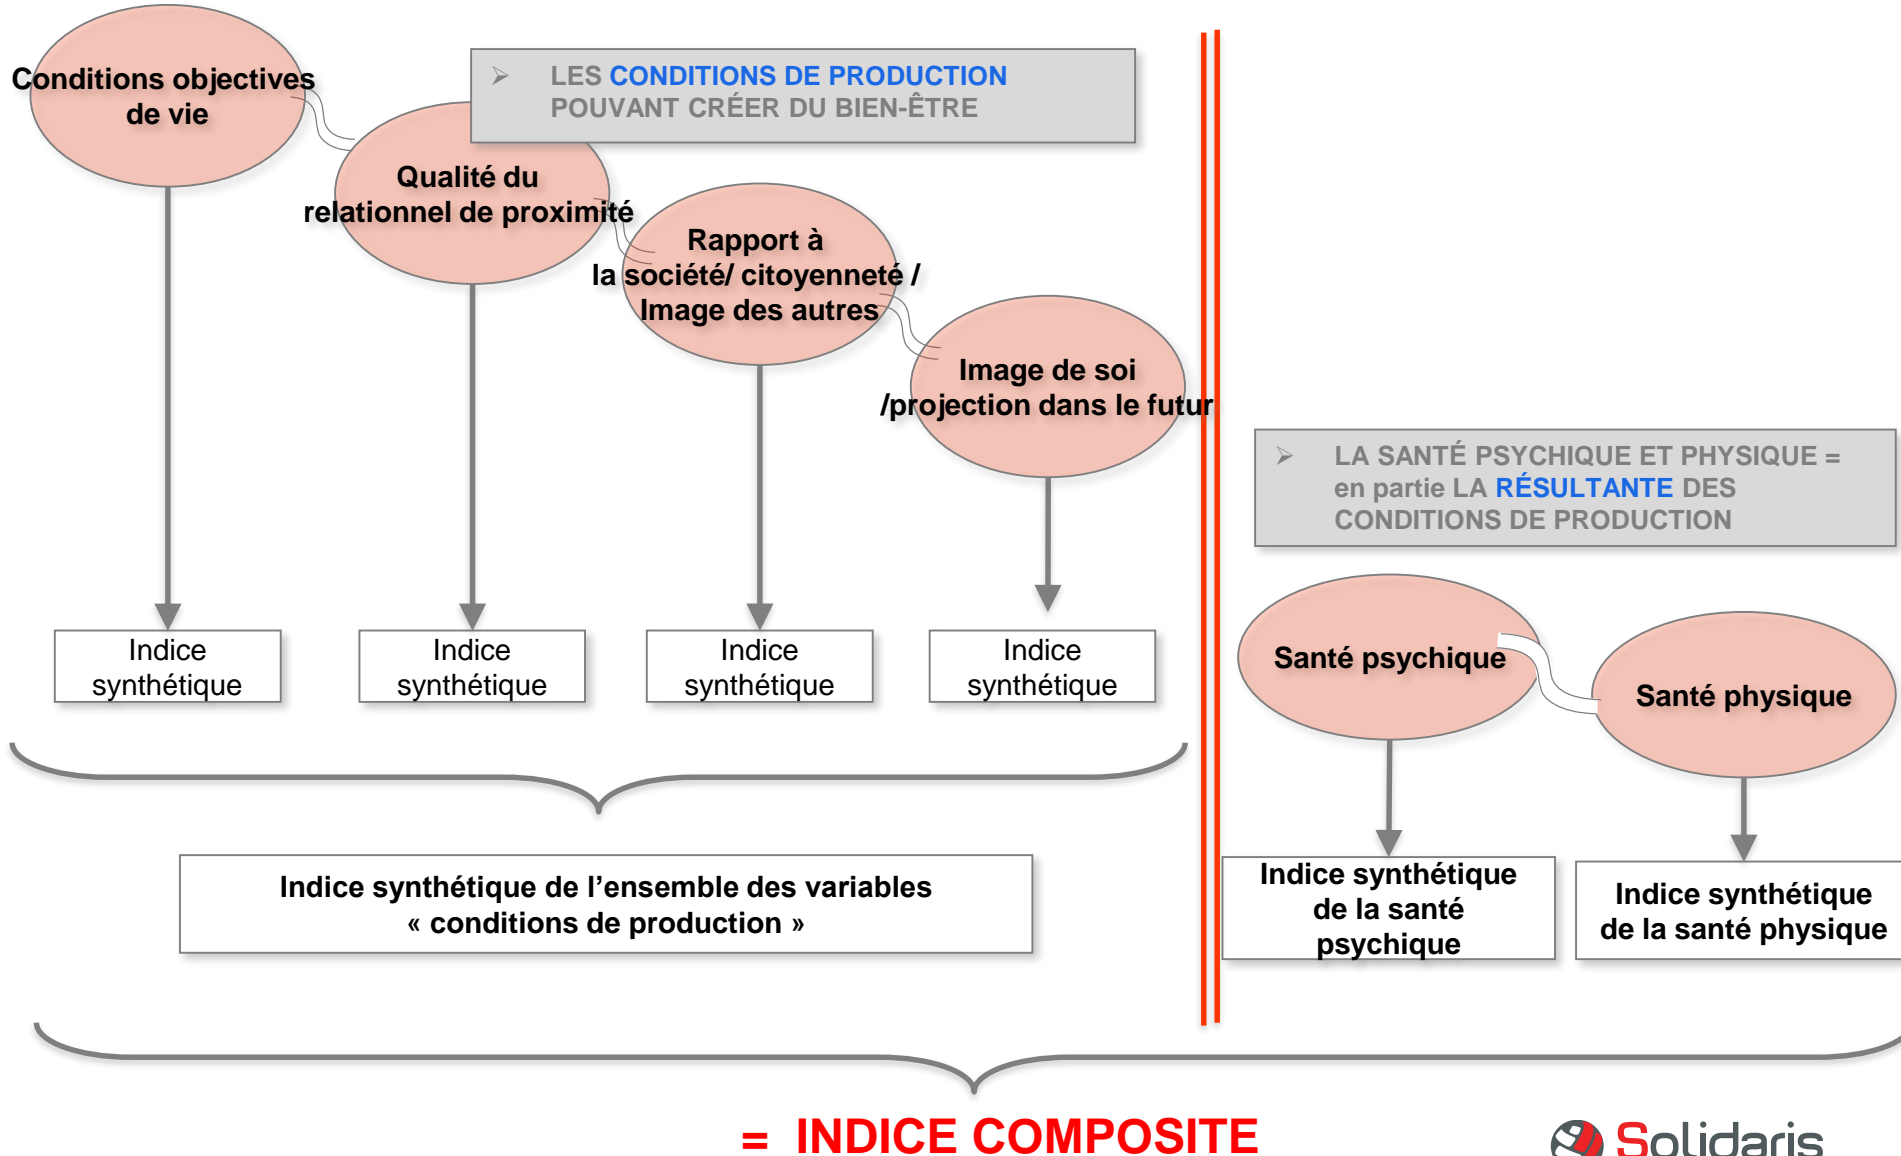 Conditions objectives
de vie
➢ LES CONDITIONS DE PRODUCTION
POUVANT CRÉER DU BIEN-ÊTRE
Qualité du
relationnel de proximité
Rapport à
la société/ citoyenneté /
Image des autres
Image de soi
/projection dans le futur
➢ LA SANTÉ PSYCHIQUE ET PHYSIQUE =
en partie LA RÉSULTANTE DES
CONDITIONS DE PRODUCTION
Indice
synthétique
Indice
synthétique
Indice
synthétique
Indice
synthétique
Santé psychique
Santé physique
Indice synthétique de l’ensemble des variables
« conditions de production »
Indice synthétique
de la santé
psychique
Indice synthétique
de la santé physique
= INDICE COMPOSITE
Solidaris